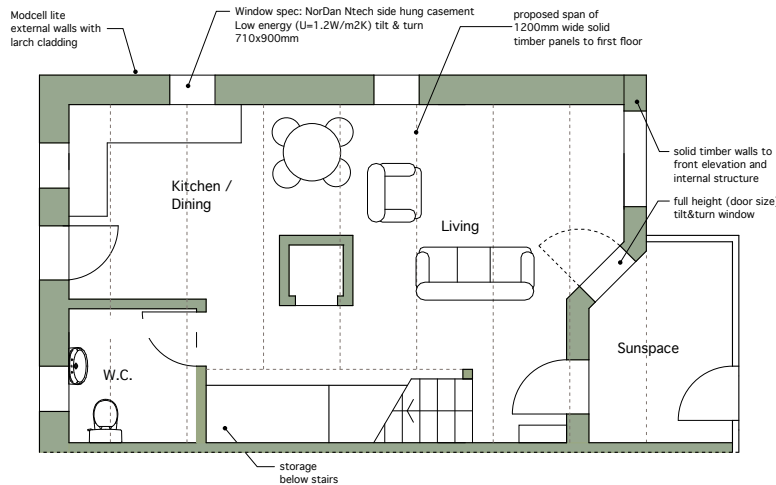 Modcell lite
external walls with
larch cladding
Window spec: NorDan Ntech side hung casement
Low energy (U=1.2W/m2K) tilt & turn
710x900mm
proposed span of
1200mm wide solid
timber panels to first floor
solid timber walls to
front elevation and
internal structure
full height (door size)
tilt&turn window
Kitchen /
Dining
Living
Sunspace
W.C.
storage
below stairs